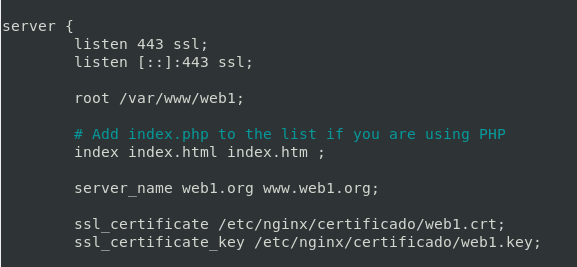 server {
listen 443 ssl;
listen [::]:443 ssl;
root /var/www/web1;
# Add index.php to the list if you are using PHP
index index.html index.htm ;
server_name web1.org www.web1.org;
ssl_certificate /etc/nginx/certificado/web1.crt;
ssl_certificate_key /etc/nginx/certificado/web1.key;